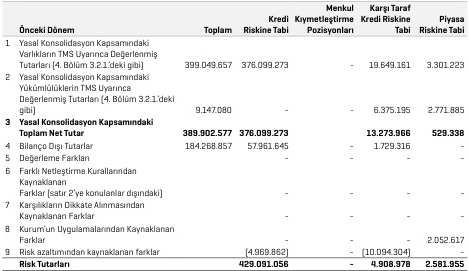 Menkul Karşı Taraf
Kredi Kıymetleştirme Kredi Riskine Piyasa
Önceki Dönem Toplam Riskine Tabi Pozisyonları Tabi Riskine Tabi
1 Yasal Konsolidasyon Kapsamındaki
Varlıkların TMS Uyarınca Değerlenmiş
Tutarları (4. Bölüm 3.2.1.'deki gibi) 399.049.657 376.099.273 - 19.649.161 3.301.223
2 Yasal Konsolidasyon Kapsamındaki
Yükümlülüklerin TMS Uyarınca
Değerlenmiş Tutarları (4. Bölüm 3.2.1.'deki
gibi) 9.147.080 - - 6.375.195 2.771.885
3 Yasal Konsolidasyon Kapsamındaki
Toplam Net Tutar 389.902.577 376.099.273 13.273.966 529.338
4 Bilanço Dışı Tutarlar 184.268.857 57.961.645 - 1.729.316 -
5 Değerleme Farkları - - - -
6 Farklı Netleştirme Kurallarından
Kaynaklanan
Farklar (satır 2'ye konulanlar dışındaki) - - - -
7 Karşılıkların Dikkate Alınmasından
Kaynaklanan Farklar - - - -
8 Kurum'un Uygulamalarından Kaynaklanan
Farklar - - - 2.052.617
9 Risk azaltımından kaynaklanan farklar (4.969.862) - (10.094.304) -
Risk Tutarları 429.091.056 - 4.908.978 2.581.955